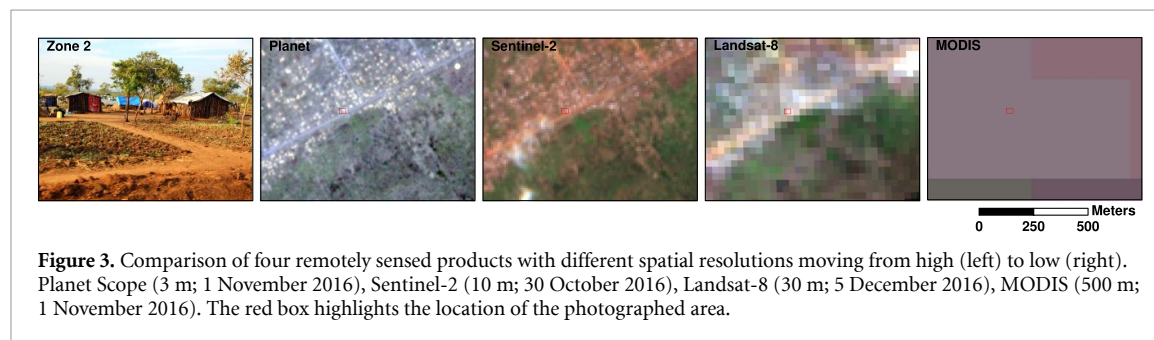 Zone 2
Planet
Sentinel-2
Landsat-8
MODIS
Meters
0 250 500
Figure 3. Comparison of four remotely sensed products with different spatial resolutions moving from high (left) to low (right).
Planet Scope (3 m; 1 November 2016), Sentinel-2 (10 m; 30 October 2016), Landsat-8 (30 m; 5 December 2016), MODIS (500 m;
1 November 2016). The red box highlights the location of the photographed area.